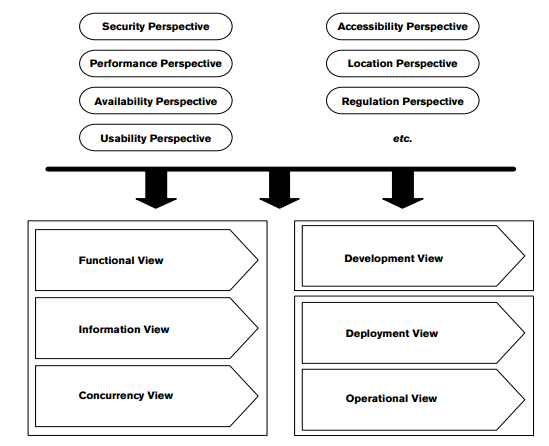 Security Perspective
Accessibility Perspective
Performance Perspective
Location Perspective
Availability Perspective
Regulation Perspective
Usability Perspective
etc.
Functional View
Information View
Concurrency View
Development View
Deployment View
Operational View